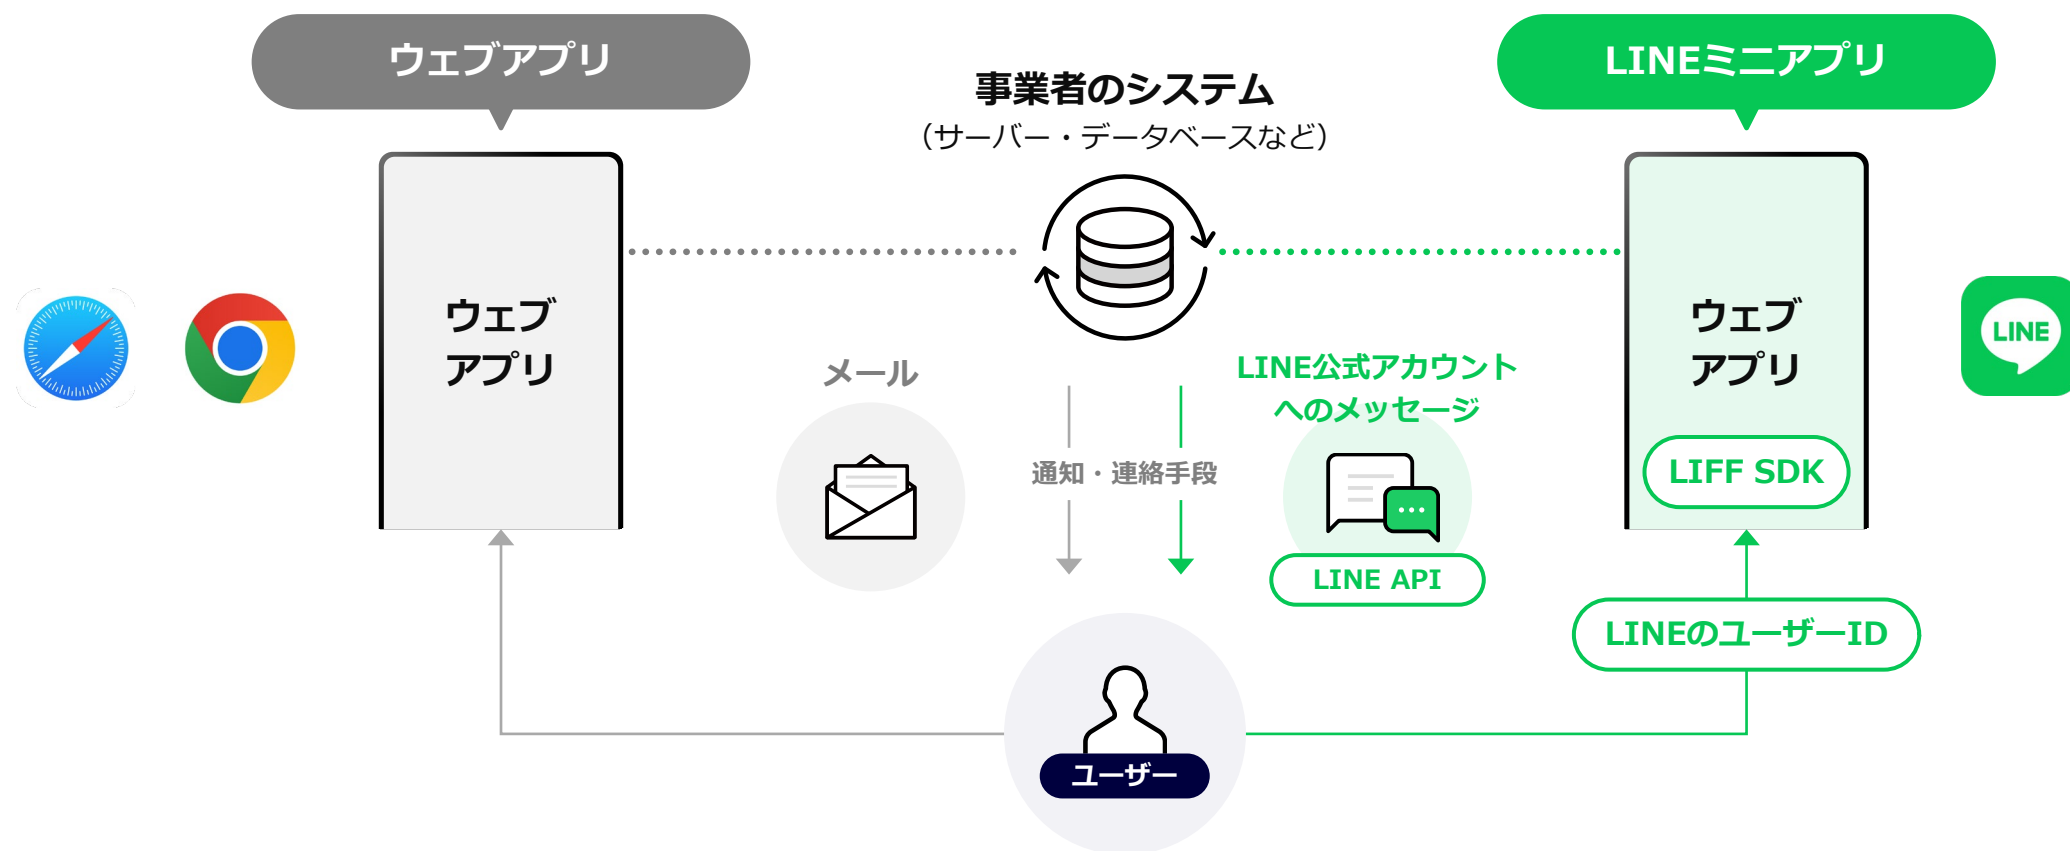 ウェブアプリ
事業者のシステム
（サーバー・データベースなど）
LINEミニアプリ
ウェブ
アプリ
ウェブ
アプリ
LINE
メール
LINE公式アカウント
へのメッセージ
通知・連絡手段
LIFF SDK
LINE API
LINEのユーザーID
ユーザー